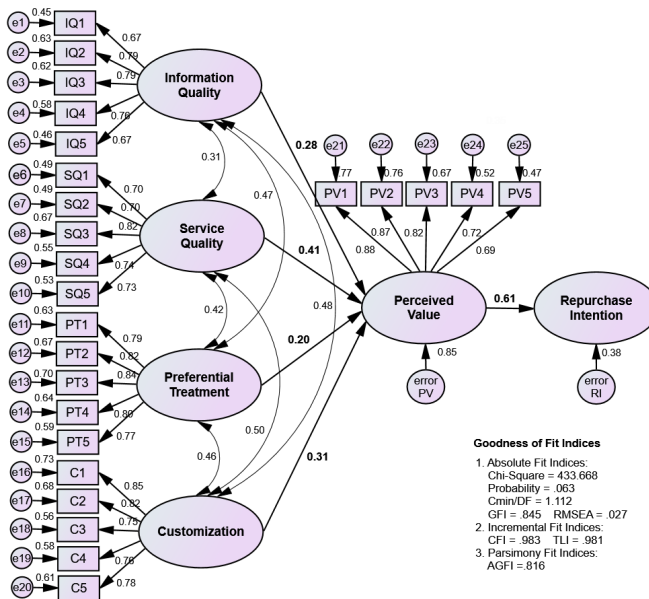 e1 0.45 IQ1
0.67
e2 0.63 IQ2
0.79
e3 0.62 IQ3
0.79
e4 0.58 IQ4
0.76
e5 0.46 IQ5
0.67
Information
Quality
e6 0.49 SQ1
0.70
e7 0.49 SQ2
0.70
e8 0.67 SQ3
0.82
e9 0.55 SQ4
0.74
e10 0.53 SQ5
0.73
Service
Quality
e11 0.63 PT1
0.79
e12 0.67 PT2
0.82
e13 0.70 PT3
0.84
e14 0.64 PT4
0.80
e15 0.59 PT5
0.77
Preferential
Treatment
e16 0.73 C1
0.85
e17 0.68 C2
0.82
e18 0.56 C3
0.75
e19 0.58 C4
0.76
e20 0.61 C5
0.78
Customization
0.31
0.47
0.48
0.42
0.50
0.46
0.28
0.41
0.20
0.31
e21 e22 e23 e24 e25
.77 0.76 0.67 0.52 0.47
PV1 PV2 PV3 PV4 PV5
0.88 0.87 0.82 0.72 0.69
Perceived
Value
0.61
Repurchase
Intention
0.85
0.38
error
PV
error
RI
Goodness of Fit Indices
1. Absolute Fit Indices:
Chi-Square = 433.668
Probability = .063
Cmin/DF = 1.112
GFI = .845 RMSEA = .027
2. Incremental Fit Indices:
CFI = .983 TLI = .981
3. Parsimony Fit Indices:
AGFI =.816